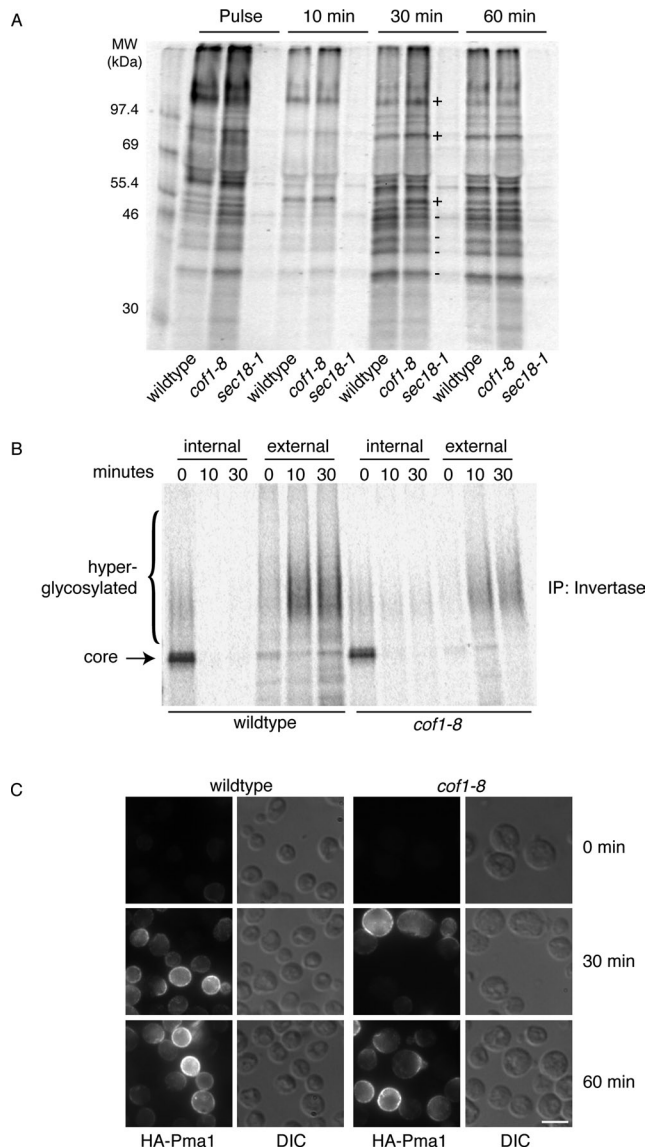 A
Pulse 10 min 30 min 60 min
MW
(kDa)
97.4
69
55.4
46
30
+
+
+
-
-
-
-
wildtype cof1-8 sec18-1 wildtype cof1-8 sec18-1 wildtype cof1-8 sec18-1 wildtype cof1-8 sec18-1
B
internal external internal external
minutes 0 10 30 0 10 30 0 10 30 0 10 30
hyper-
glycosylated
IP: Invertase
core
wildtype cof1-8
C
wildtype cof1-8
0 min
30 min
60 min
HA-Pma1 DIC HA-Pma1 DIC